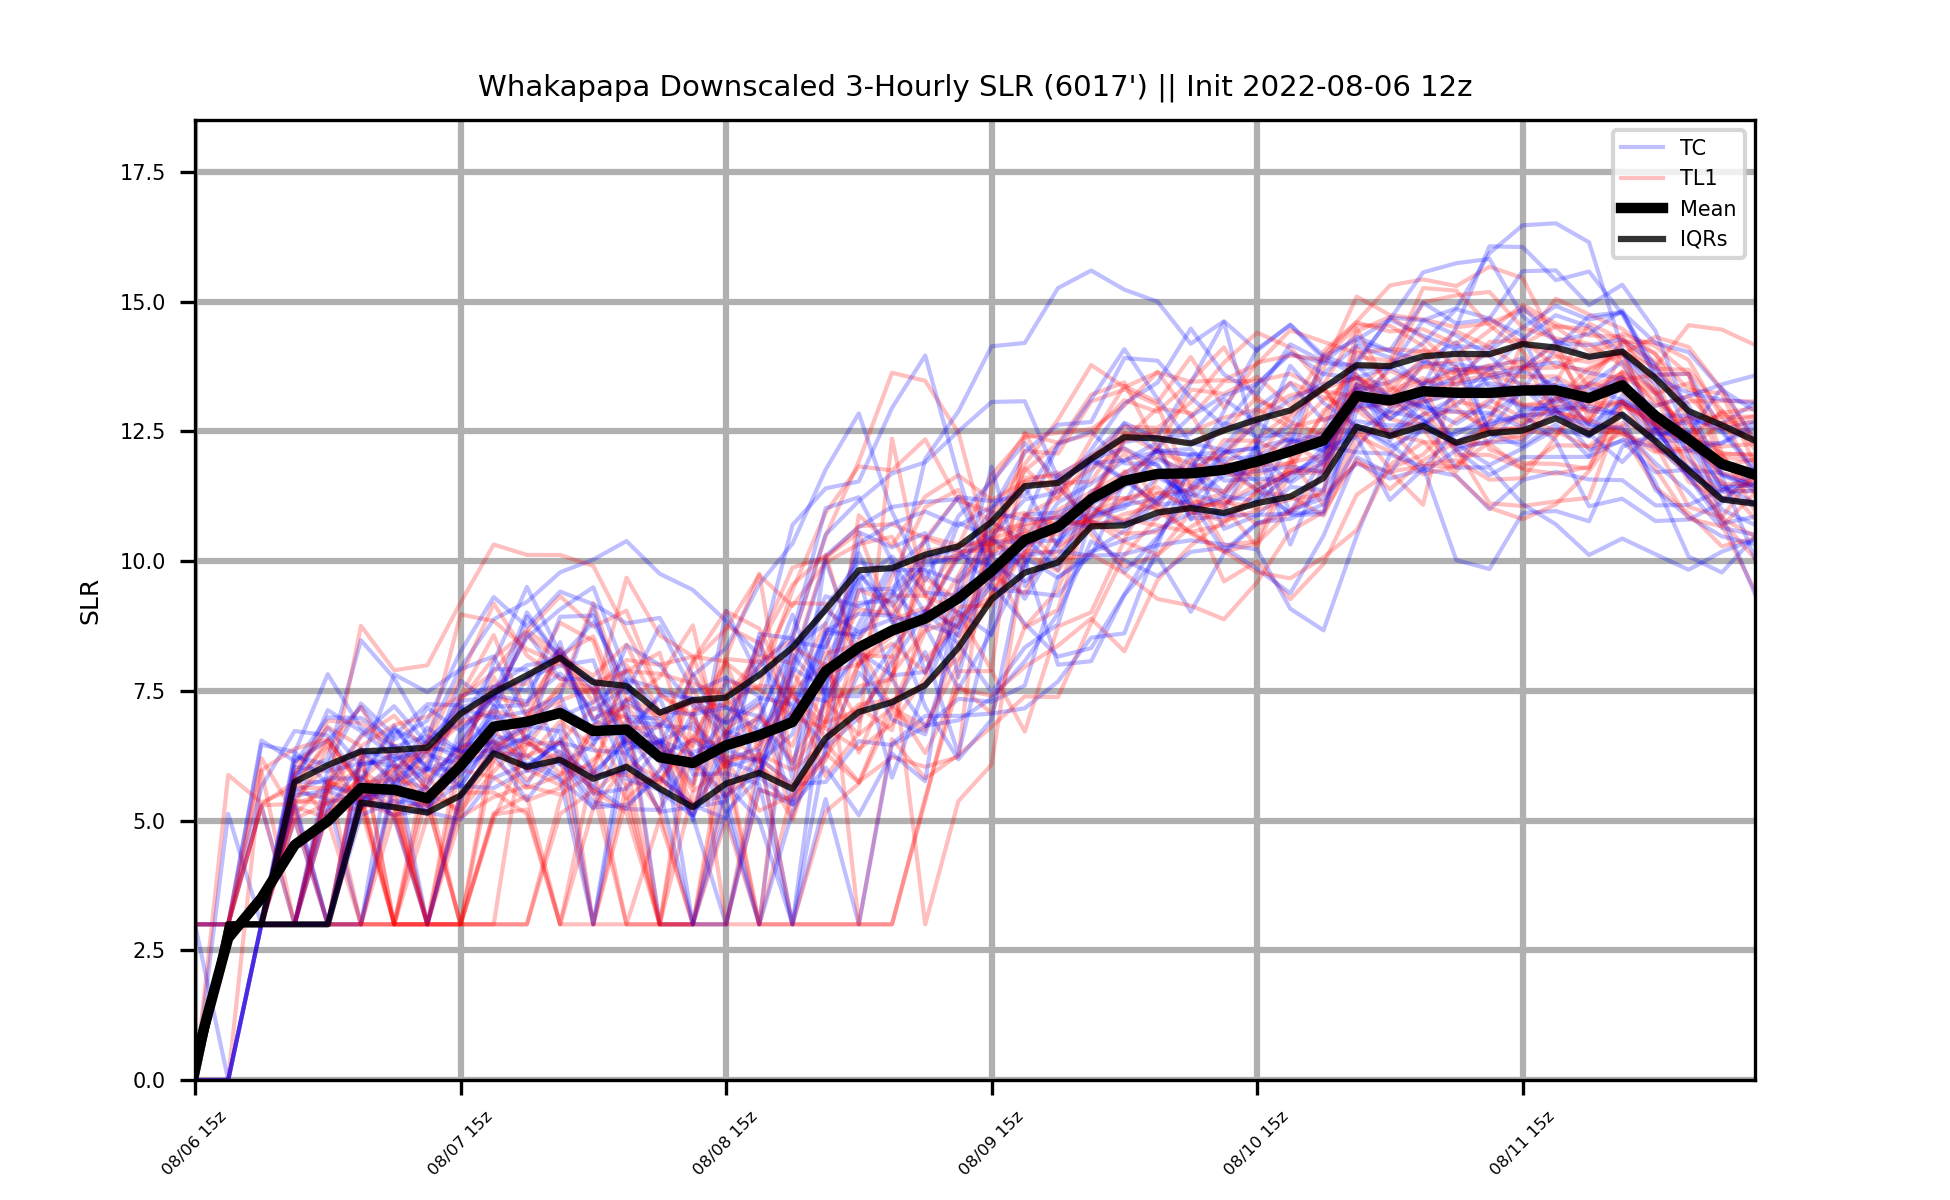 Whakapapa Downscaled 3-Hourly SLR (6017') || Init 2022-08-06 12z
TC
TL1
Mean
IQRs
SLR
17.5
15.0
12.5
10.0
7.5
5.0
2.5
0.0
08/06 15z
08/07 15z
08/08 15z
08/09 15z
08/10 15z
08/11 15z